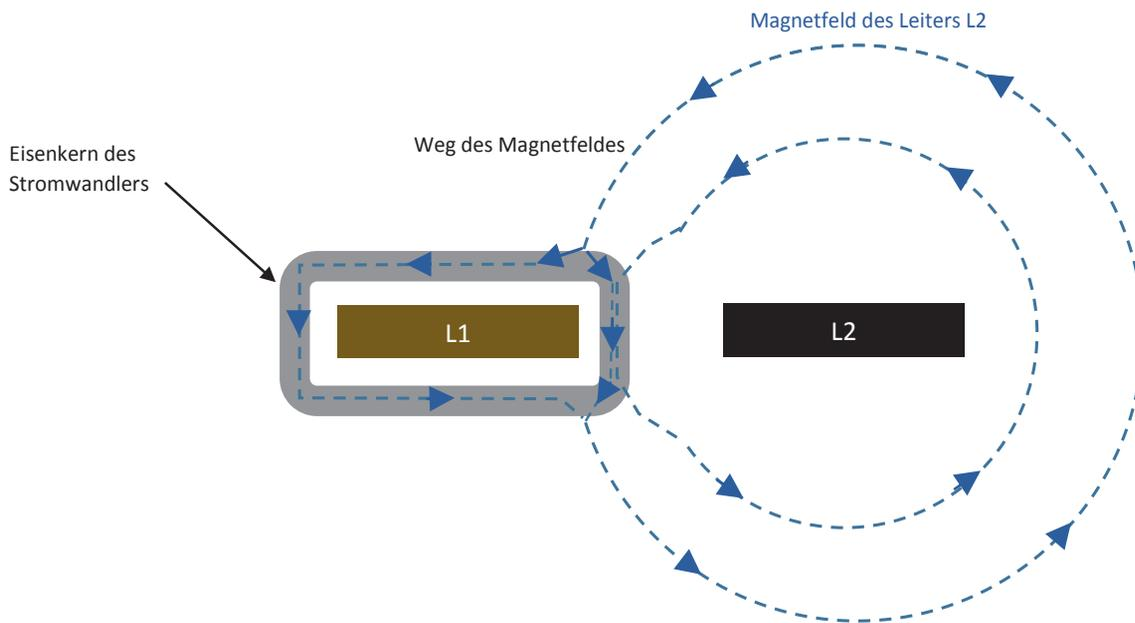 Magnetfeld des Leiters L2
Weg des Magnetfeldes
Eisenkern des
Stromwandlers
L1
L2